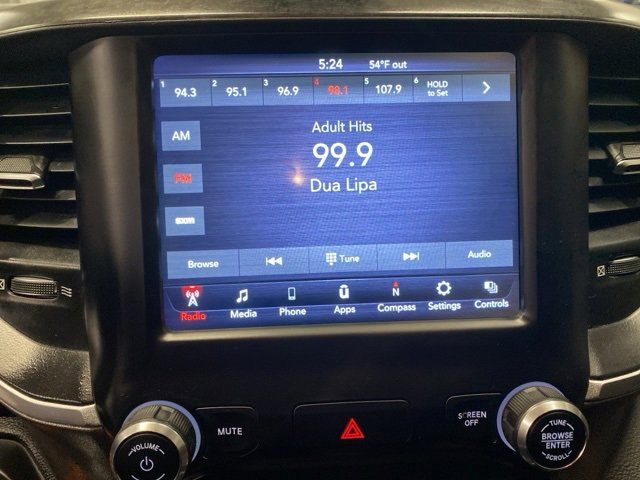 5:24 54°F out
1 94.3 2 95.1 3 96.9 4 98.1 5 107.9 6 HOLD to Set
Adult Hits
AM
99.9
FM
Dua Lipa
sxm
Browse Tune Audio
N
Radio Media Phone Apps Compass Settings Controls
VOLUME
MUTE
SCREEN OFF
TUNE
BROWSE
ENTER
SCROLL